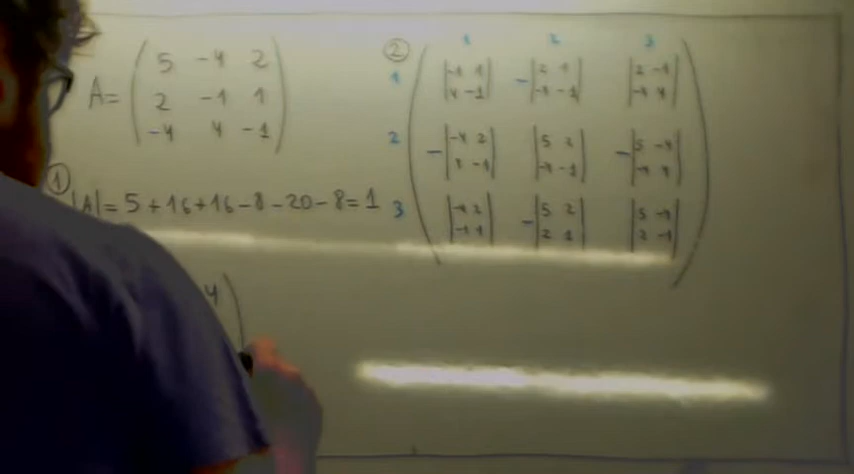 A= ( 5 -4 2
2 -1 1
-4 4 -1 )
① |A| = 5+16+16-8-20-8=1
②
1 2 3
1 |-1 1| -|2 1| |2 -1|
|4 -1| |-4 -1| |-4 4|
2 -|-4 2| |5 2| -|5 -4|
|4 -1| |-4 -1| |-4 4|
3 |-4 2| -|5 2| |5 -4|
|-1 1| |2 1| |2 -1|
4